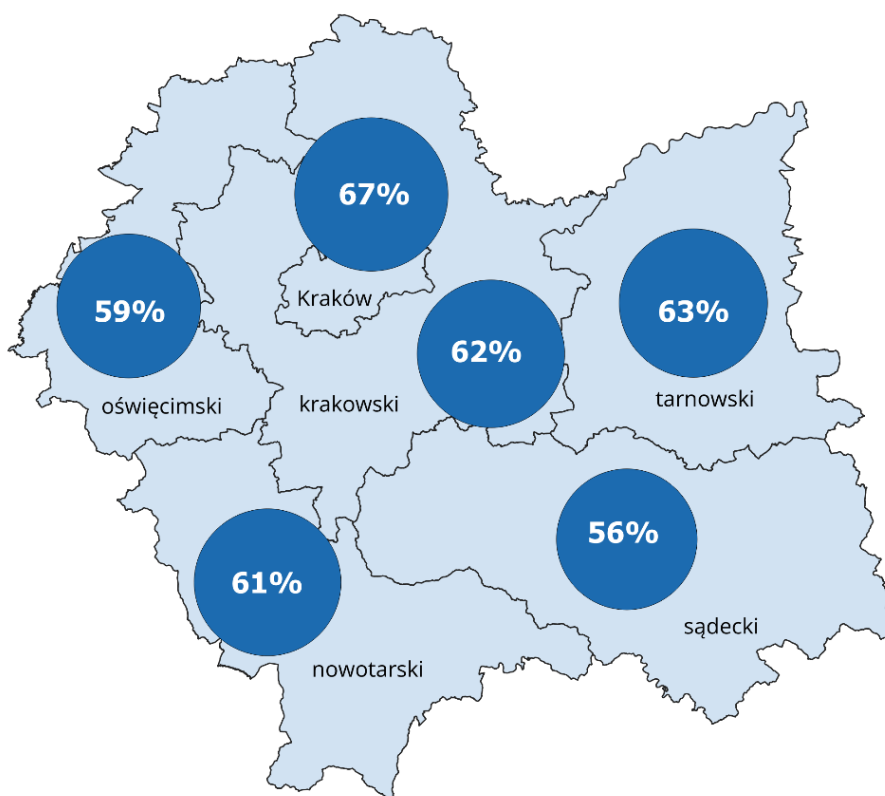 67%
Kraków
59%
oświęcimski
62%
krakowski
63%
tarnowski
56%
sądecki
61%
nowotarski